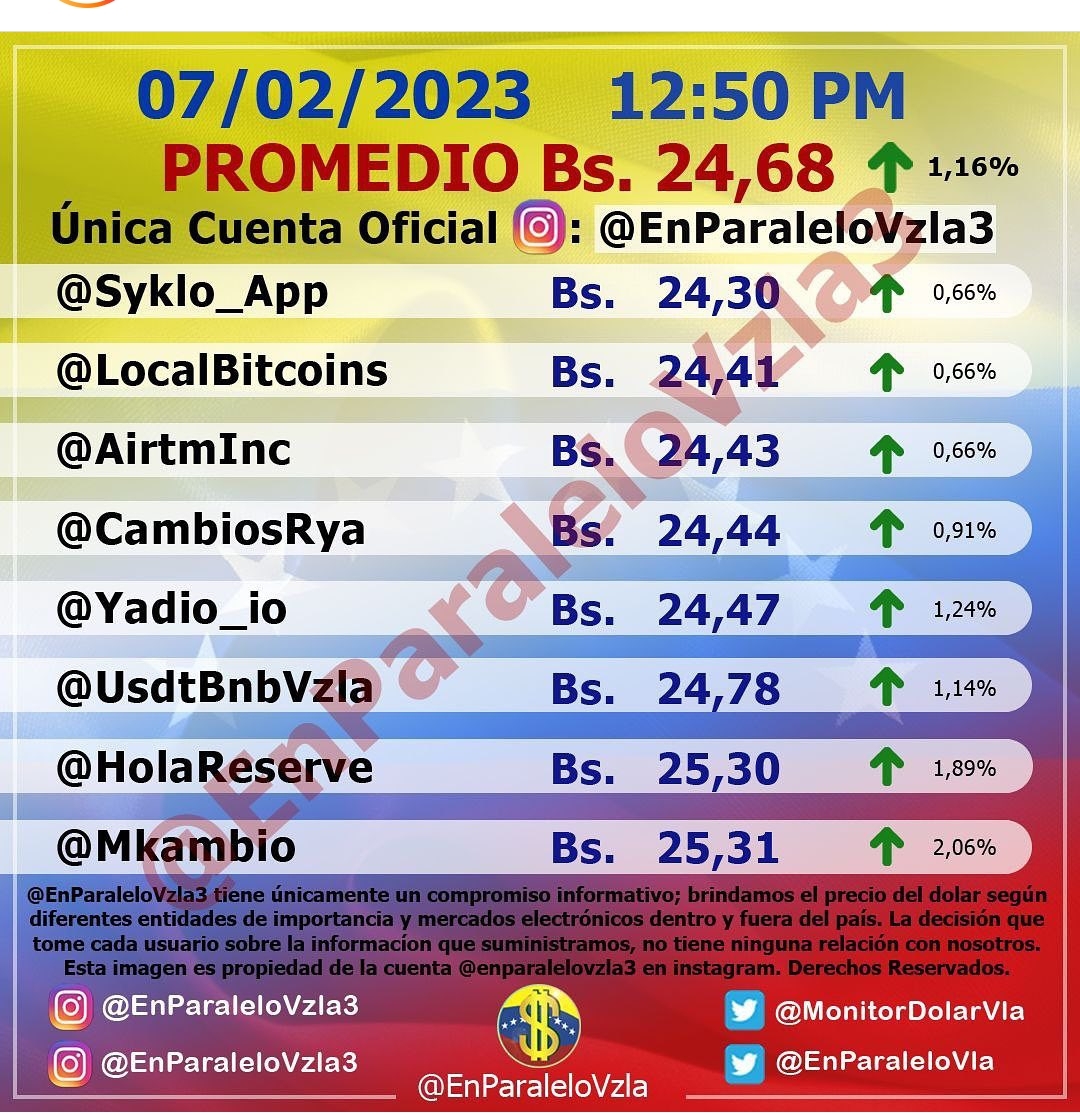 07/02/2023 12:50 PM
PROMEDIO Bs. 24,68 1,16%
Única Cuenta Oficial : @EnParaleloVzla3
@Syklo_App Bs. 24,30 0,66%
@LocalBitcoins Bs. 24,41 0,66%
@AirtmInc Bs. 24,43 0,66%
@CambiosRya Bs. 24,44 0,91%
@Yadio_io Bs. 24,47 1,24%
@UsdtBnbVzla Bs. 24,78 1,14%
@HolaReserve Bs. 25,30 1,89%
@Mkambio Bs. 25,31 2,06%
@EnParaleloVzla3
@EnParaleloVzla3 tiene únicamente un compromiso informativo; brindamos el precio del dolar según
diferentes entidades de importancia y mercados electrónicos dentro y fuera del país. La decisión que
tome cada usuario sobre la informacíon que suministramos, no tiene ninguna relación con nosotros.
Esta imagen es propiedad de la cuenta @enparalelovzla3 en instagram. Derechos Reservados.
@EnParaleloVzla3 @MonitorDolarVla
@EnParaleloVzla3 @EnParaleloVla
@EnParaleloVzla